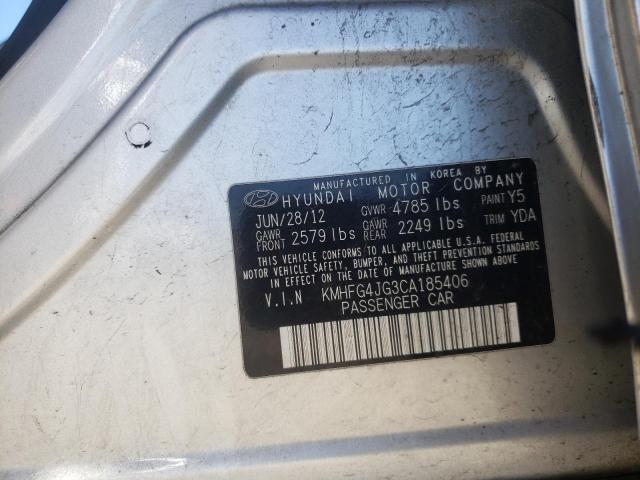 MANUFACTURED IN KOREA BY
HYUNDAI MOTOR COMPANY
JUN/28/12 GVWR 4785 lbs PAINT Y5
GAWR FRONT 2579 lbs GAWR REAR 2249 lbs TRIM YDA
THIS VEHICLE CONFORMS TO ALL APPLICABLE U.S.A. FEDERAL
MOTOR VEHICLE SAFETY, BUMPER, AND THEFT PREVENTION
STANDARDS IN EFFECT ON THE DATE OF MANUFACTURE SHOWN ABOVE
V.I.N KMHFG4JG3CA185406
PASSENGER CAR